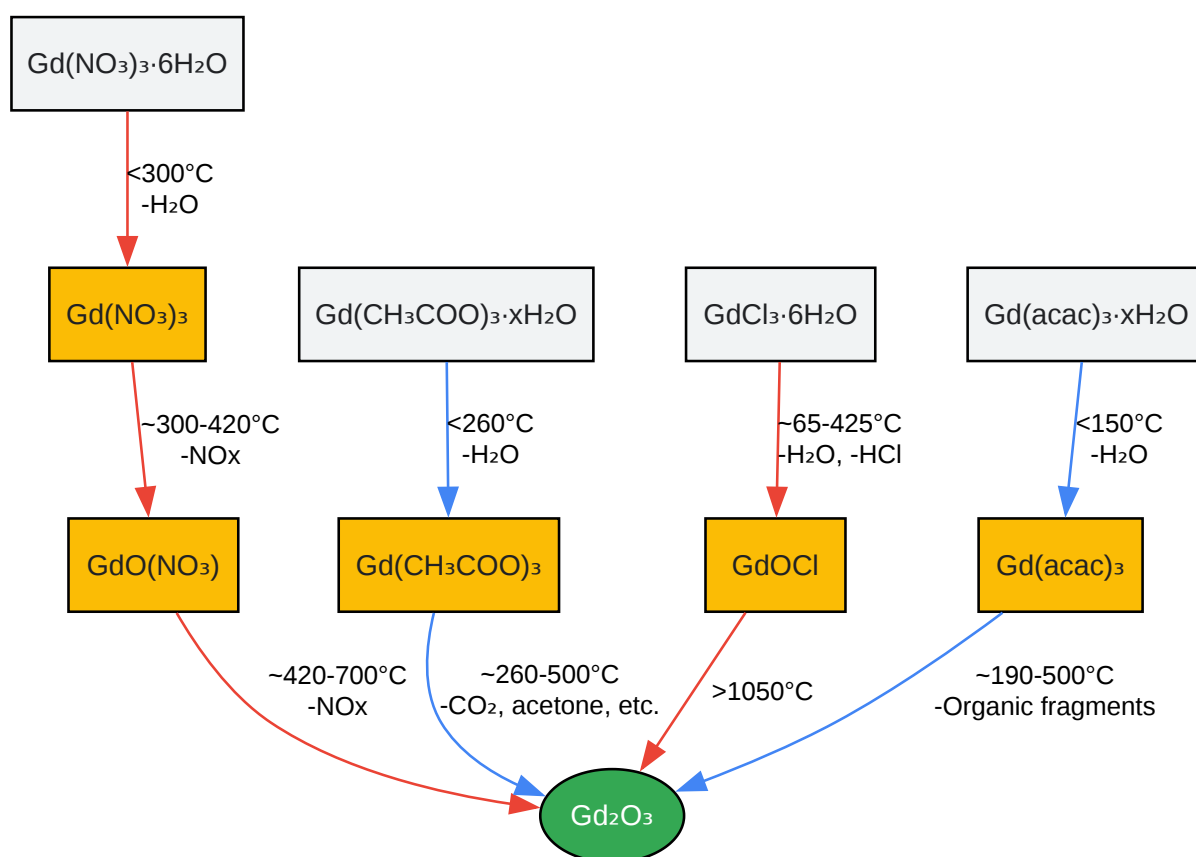 Gd(NO₃)₃·6H₂O
<300°C
-H₂O
Gd(NO₃)₃
Gd(CH₃COO)₃·xH₂O
GdCl₃·6H₂O
Gd(acac)₃·xH₂O
~300-420°C
-NOx
<260°C
-H₂O
~65-425°C
-H₂O, -HCl
<150°C
-H₂O
GdO(NO₃)
Gd(CH₃COO)₃
GdOCl
Gd(acac)₃
~420-700°C
-NOx
~260-500°C
-CO₂, acetone, etc.
>1050°C
~190-500°C
-Organic fragments
Gd₂O₃